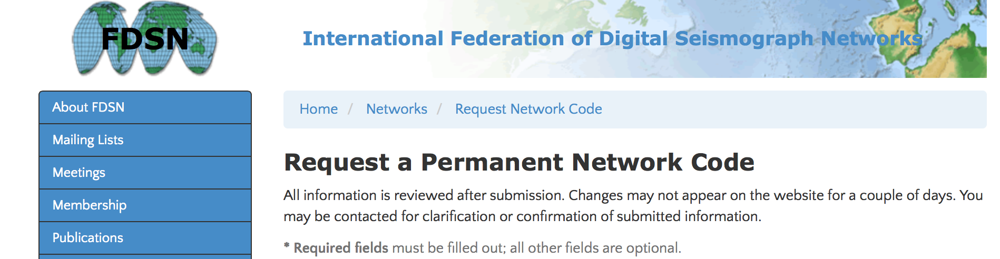 FDSN
International Federation of Digital Seismograph Networks
About FDSN
Mailing Lists
Meetings
Membership
Publications
Home / Networks / Request Network Code
Request a Permanent Network Code
All information is reviewed after submission. Changes may not appear on the website for a couple of days. You
may be contacted for clarification or confirmation of submitted information.
* Required fields must be filled out; all other fields are optional.